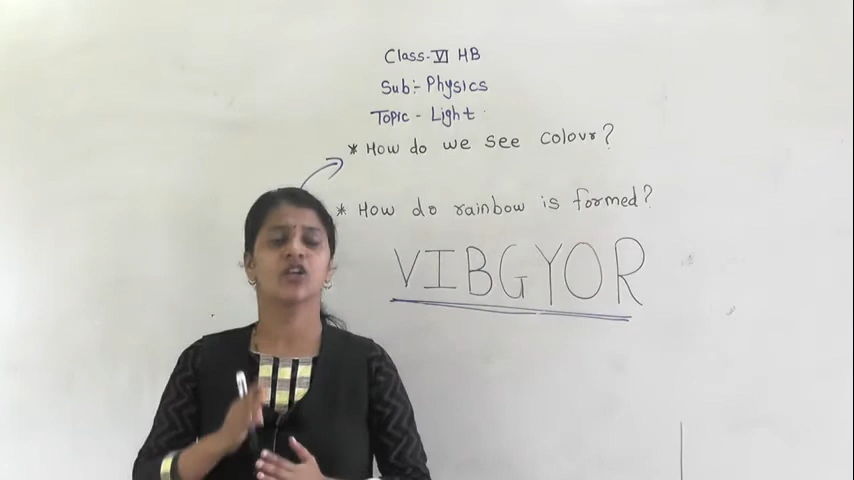 Class-VI HB
Sub:- Physics
Topic - Light
* How do we see colour?
* How do rainbow is formed?
VIBGYOR